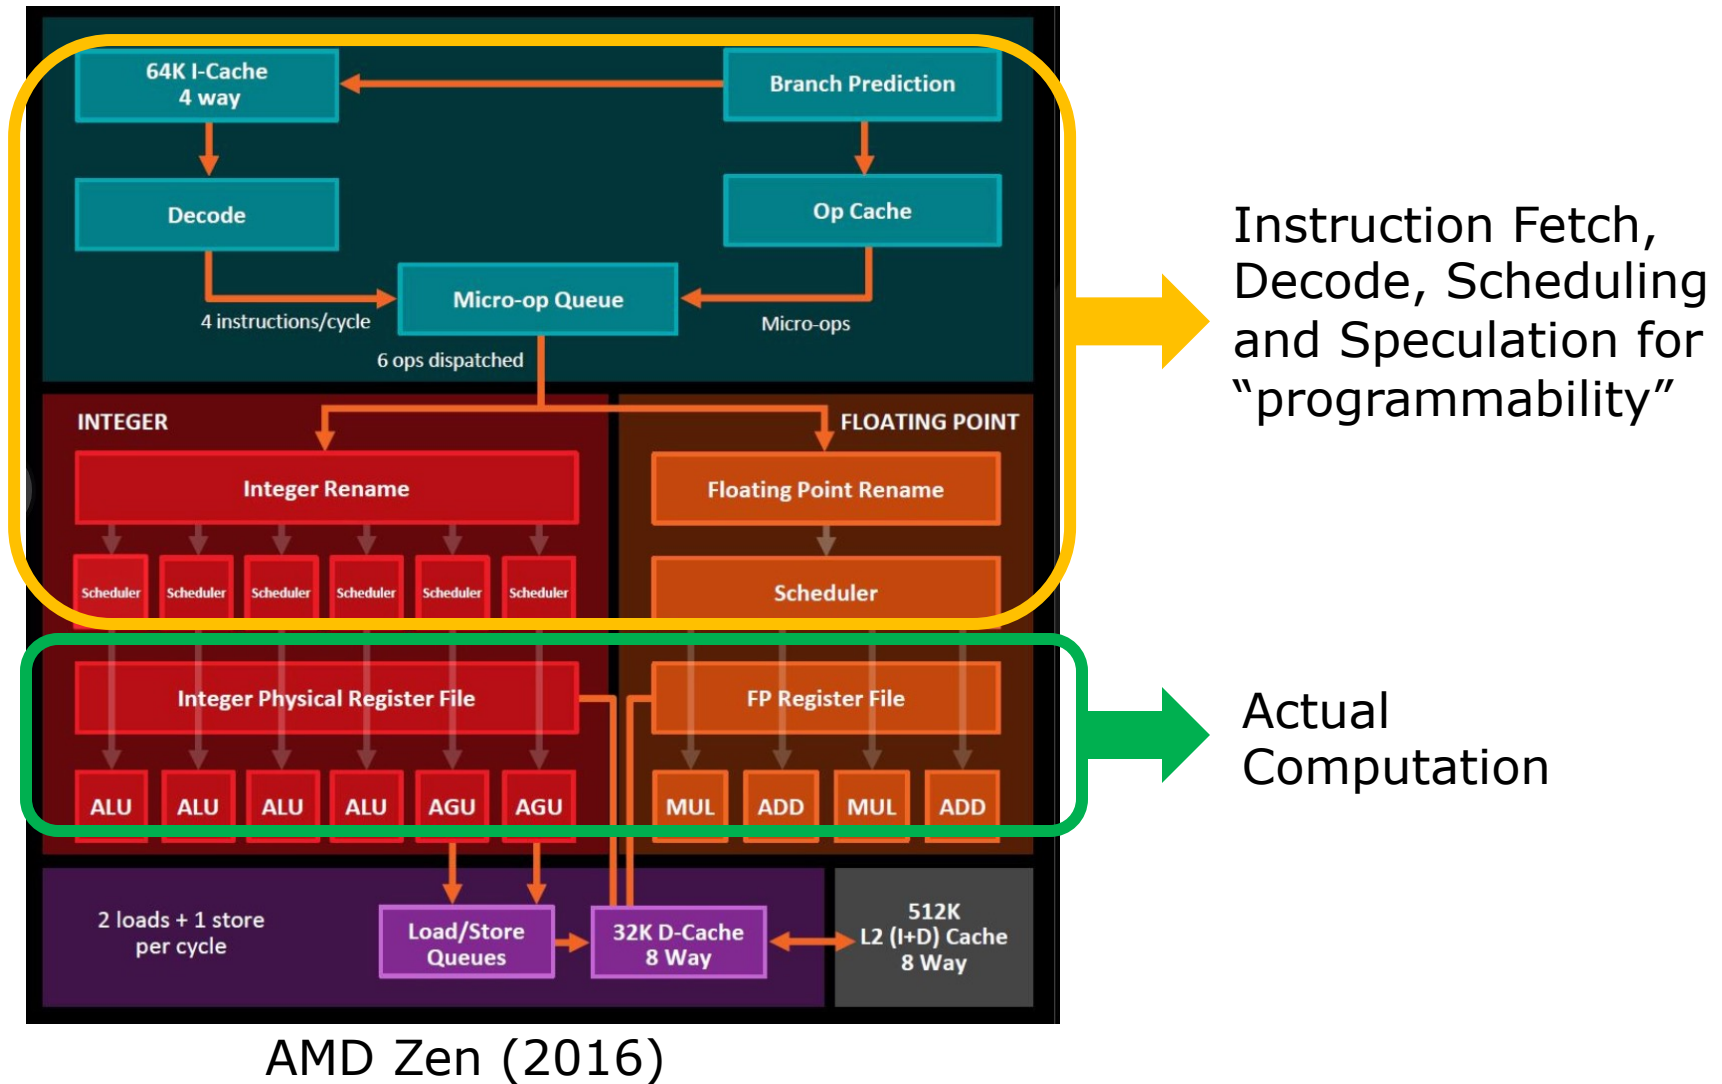 64K I-Cache
4 way
Branch Prediction
Decode
Op Cache
Micro-op Queue
4 instructions/cycle
Micro-ops
6 ops dispatched
INTEGER
FLOATING POINT
Integer Rename
Floating Point Rename
Scheduler
Scheduler
Scheduler
Scheduler
Scheduler
Scheduler
Scheduler
Integer Physical Register File
FP Register File
ALU
ALU
ALU
ALU
AGU
AGU
MUL
ADD
MUL
ADD
2 loads + 1 store
per cycle
Load/Store
Queues
32K D-Cache
8 Way
512K
L2 (I+D) Cache
8 Way
Instruction Fetch,
Decode, Scheduling
and Speculation for
“programmability”
Actual
Computation
AMD Zen (2016)